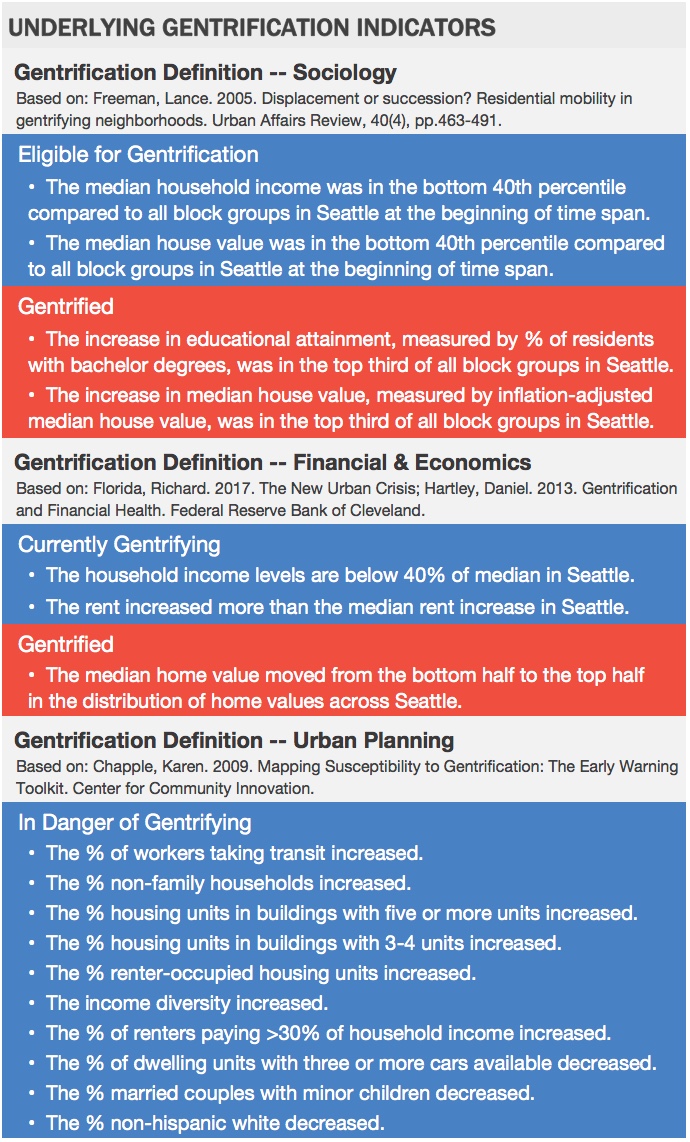 UNDERLYING GENTRIFICATION INDICATORS
Gentrification Definition -- Sociology
Based on: Freeman, Lance. 2005. Displacement or succession? Residential mobility in
gentrifying neighborhoods. Urban Affairs Review, 40(4), pp.463-491.
Eligible for Gentrification
• The median household income was in the bottom 40th percentile
compared to all block groups in Seattle at the beginning of time span.
• The median house value was in the bottom 40th percentile compared
to all block groups in Seattle at the beginning of time span.
Gentrified
• The increase in educational attainment, measured by % of residents
with bachelor degrees, was in the top third of all block groups in Seattle.
• The increase in median house value, measured by inflation-adjusted
median house value, was in the top third of all block groups in Seattle.
Gentrification Definition -- Financial & Economics
Based on: Florida, Richard. 2017. The New Urban Crisis; Hartley, Daniel. 2013. Gentrification
and Financial Health. Federal Reserve Bank of Cleveland.
Currently Gentrifying
• The household income levels are below 40% of median in Seattle.
• The rent increased more than the median rent increase in Seattle.
Gentrified
• The median home value moved from the bottom half to the top half
in the distribution of home values across Seattle.
Gentrification Definition -- Urban Planning
Based on: Chapple, Karen. 2009. Mapping Susceptibility to Gentrification: The Early Warning
Toolkit. Center for Community Innovation.
In Danger of Gentrifying
• The % of workers taking transit increased.
• The % non-family households increased.
• The % housing units in buildings with five or more units increased.
• The % housing units in buildings with 3-4 units increased.
• The % renter-occupied housing units increased.
• The income diversity increased.
• The % of renters paying >30% of household income increased.
• The % of dwelling units with three or more cars available decreased.
• The % married couples with minor children decreased.
• The % non-hispanic white decreased.